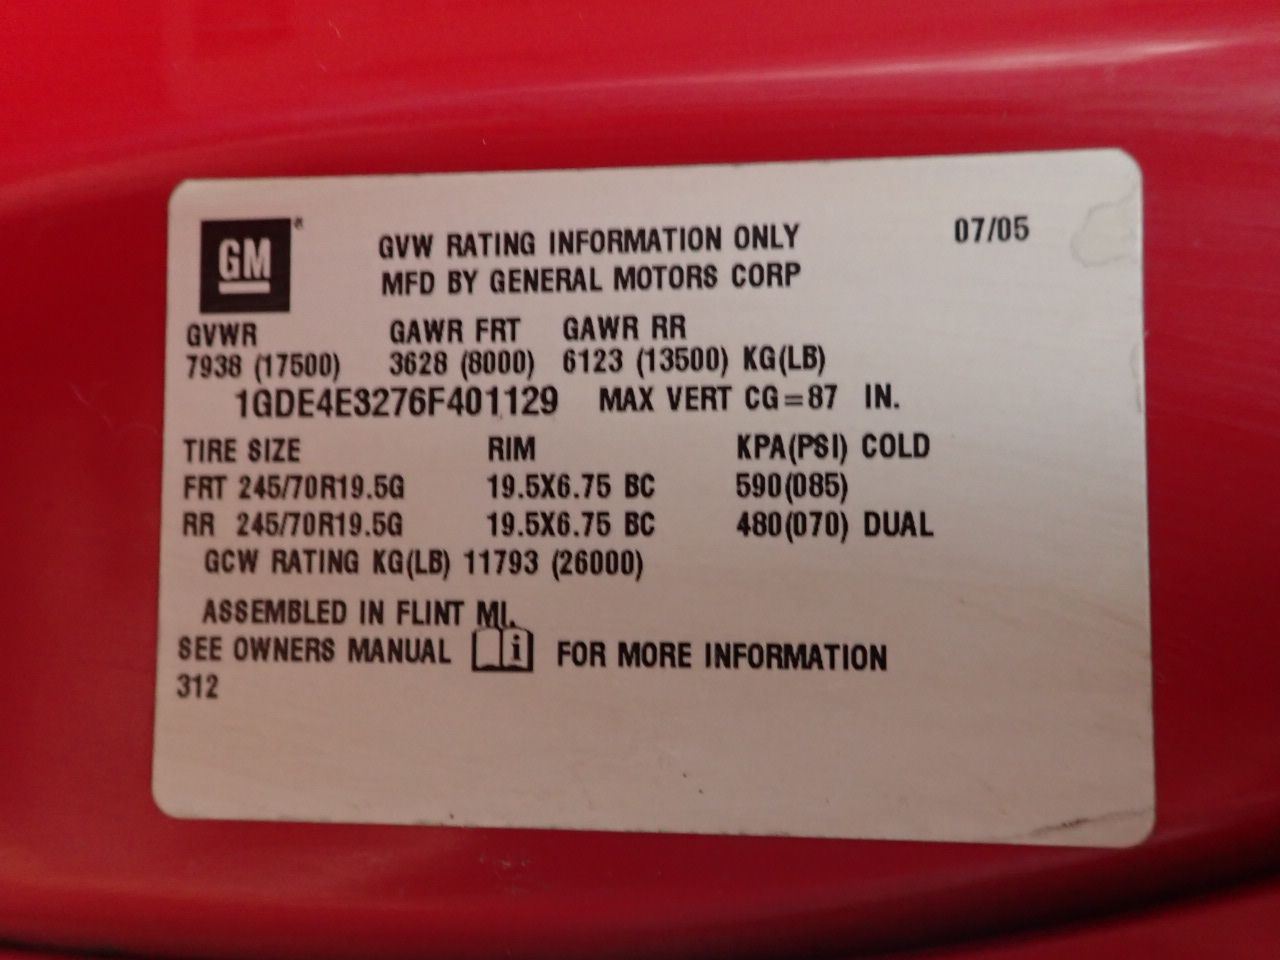 GM®
GVW RATING INFORMATION ONLY 07/05
MFD BY GENERAL MOTORS CORP
GVWR GAWR FRT GAWR RR
7938 (17500) 3628 (8000) 6123 (13500) KG(LB)
1GDE4E3276F401129 MAX VERT CG=87 IN.
TIRE SIZE RIM KPA(PSI) COLD
FRT 245/70R19.5G 19.5X6.75 BC 590(085)
RR 245/70R19.5G 19.5X6.75 BC 480(070) DUAL
GCW RATING KG(LB) 11793 (26000)
ASSEMBLED IN FLINT MI.
SEE OWNERS MANUAL i FOR MORE INFORMATION
312